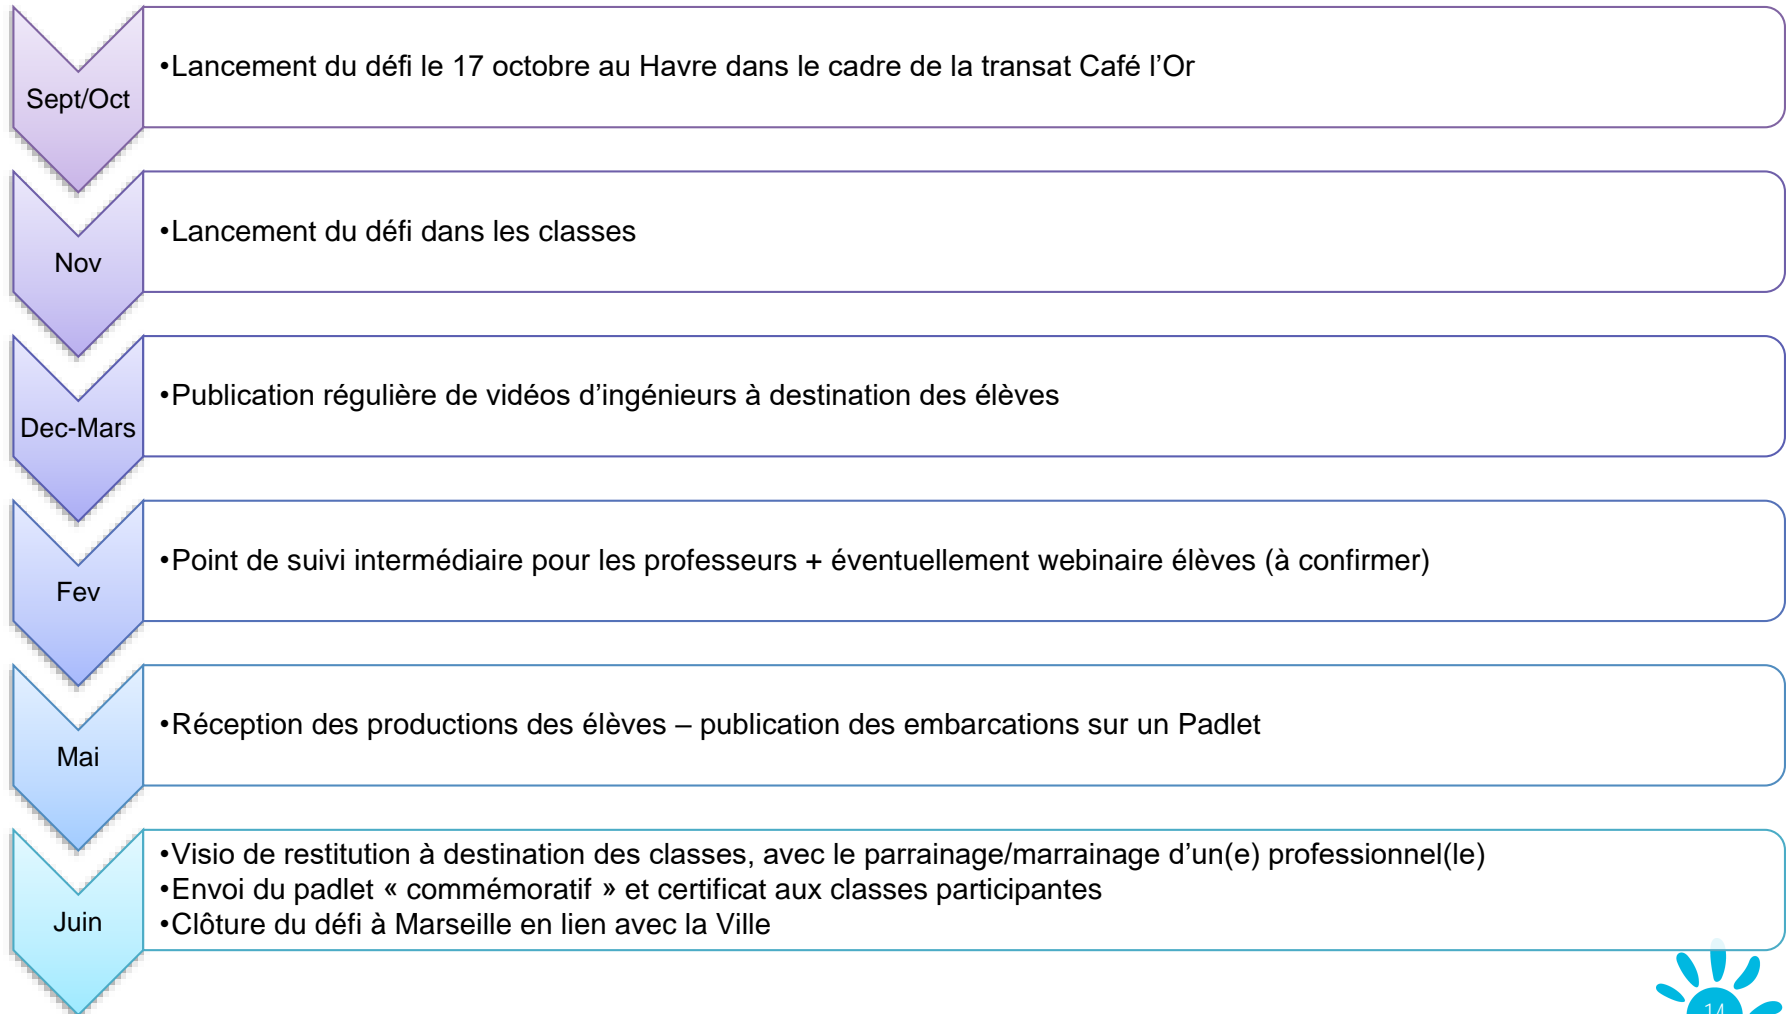 Sept/Oct
•Lancement du défi le 17 octobre au Havre dans le cadre de la transat Café l’Or
Nov
•Lancement du défi dans les classes
Dec-Mars
•Publication régulière de vidéos d’ingénieurs à destination des élèves
Fev
•Point de suivi intermédiaire pour les professeurs + éventuellement webinaire élèves (à confirmer)
Mai
•Réception des productions des élèves – publication des embarcations sur un Padlet
Juin
•Visio de restitution à destination des classes, avec le parrainage/marrainage d’un(e) professionnel(le)
•Envoi du padlet « commémoratif » et certificat aux classes participantes
•Clôture du défi à Marseille en lien avec la Ville
14